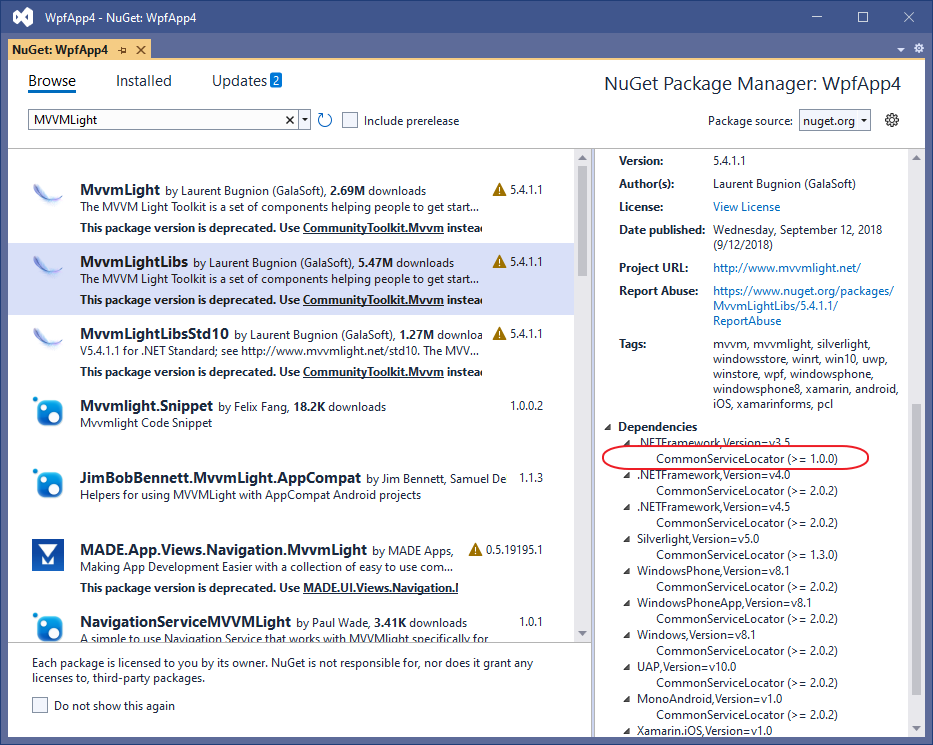 WpfApp4 - NuGet: WpfApp4
NuGet: WpfApp4
Browse
Installed
Updates 2
NuGet Package Manager: WpfApp4
MVVMLight
Include prerelease
Package source: nuget.org
MvvmLight by Laurent Bugnion (GalaSoft), 2.69M downloads
5.4.1.1
The MVVM Light Toolkit is a set of components helping people to get start...
This package version is deprecated. Use CommunityToolkit.Mvvm instead
MvvmLightLibs by Laurent Bugnion (GalaSoft), 5.47M downloads
5.4.1.1
The MVVM Light Toolkit is a set of components helping people to get start...
This package version is deprecated. Use CommunityToolkit.Mvvm instead
MvvmLightLibsStd10 by Laurent Bugnion (GalaSoft), 1.27M downloa
5.4.1.1
V5.4.1.1 for .NET Standard; see http://www.mvvmlight.net/std10. The MVV...
This package version is deprecated. Use CommunityToolkit.Mvvm instead
Mvvmlight.Snippet by Felix Fang, 18.2K downloads
1.0.0.2
Mvvmlight Code Snippet
JimBobBennett.MvvmLight.AppCompat by Jim Bennett, Samuel De
1.1.3
Helpers for using MVVMLight with AppCompat Android projects
MADE.App.Views.Navigation.MvvmLight by MADE Apps,
0.5.19195.1
Making App Development Easier with a collection of easy to use com...
This package version is deprecated. Use MADE.UI.Views.Navigation.I
NavigationServiceMVVMLight by Paul Wade, 3.41K downloads
1.0.1
A simple to use Navigation Service that works with MVVMlight specifically for
Each package is licensed to you by its owner. NuGet is not responsible for, nor does it grant any
licenses to, third-party packages.
Do not show this again
Version: 5.4.1.1
Author(s): Laurent Bugnion (GalaSoft)
License: View License
Date published: Wednesday, September 12, 2018
(9/12/2018)
Project URL: http://www.mvvmlight.net/
Report Abuse: https://www.nuget.org/packages/
MvvmLightLibs/5.4.1.1/
ReportAbuse
Tags: mvvm, mvvmlight, silverlight,
windowsstore, winrt, win10, uwp,
winstore, wpf, windowsphone,
windowsphone8, xamarin, android,
iOS, xamarinforms, pcl
Dependencies
.NETFramework,Version=v3.5
CommonServiceLocator (>= 1.0.0)
.NETFramework,Version=v4.0
CommonServiceLocator (>= 2.0.2)
.NETFramework,Version=v4.5
CommonServiceLocator (>= 2.0.2)
Silverlight,Version=v5.0
CommonServiceLocator (>= 1.3.0)
WindowsPhone,Version=v8.1
CommonServiceLocator (>= 2.0.2)
WindowsPhoneApp,Version=v8.1
CommonServiceLocator (>= 2.0.2)
Windows,Version=v8.1
CommonServiceLocator (>= 2.0.2)
UAP,Version=v10.0
CommonServiceLocator (>= 2.0.2)
MonoAndroid,Version=v1.0
CommonServiceLocator (>= 2.0.2)
Xamarin.iOS,Version=v1.0